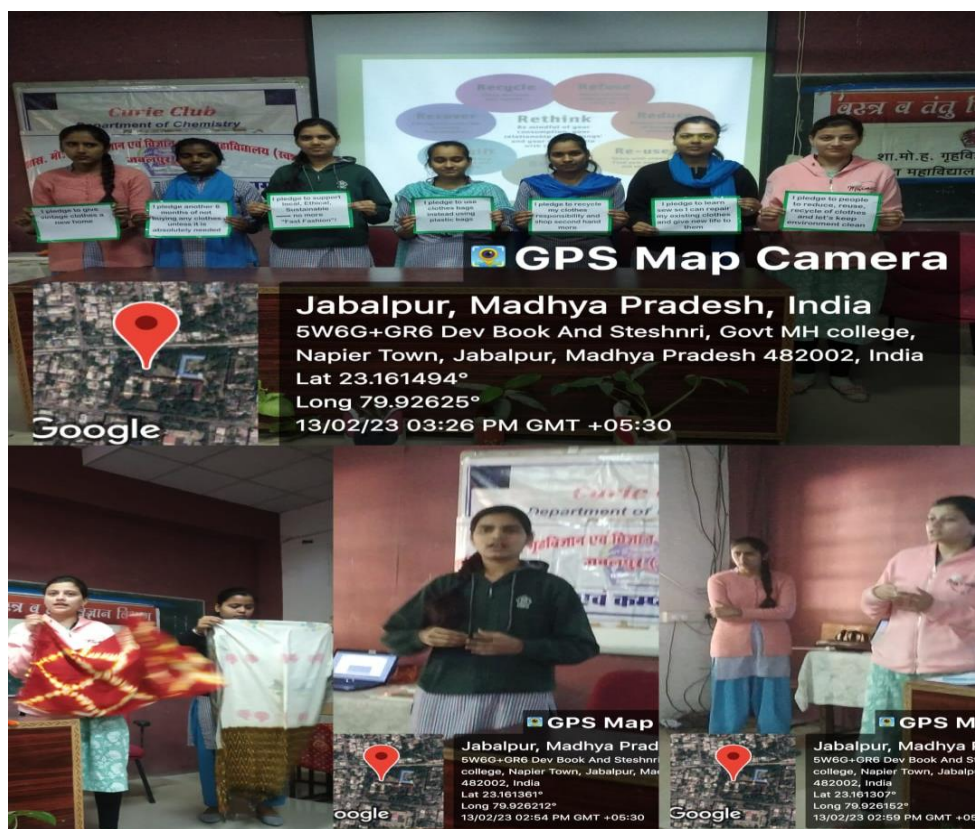 Curie Club
Department of Chemistry
Recycle
Refuse
Rethink
Re-use
वस्त्र व तंतु
शा.मो.ह. गृहवि
I pledge to give
vintage clothes a
new home
I pledge another 6
months of not
buying any clothes
unless it is
absolutely needed
I pledge to support
local, Ethical,
Sustainable
no more
"Fast Fashion"!
I pledge to use
clothes bags
instead using
plastic bags
I pledge to recycle
my clothes
responsibility and
shop second hand
more
I pledge to learn
sew so I can repair
my existing clothes
and give new life to
them
I pledge to people
to reduce, reuse,
recycle of clothes
and let's keep
environment clean
GPS Map Camera
Jabalpur, Madhya Pradesh, India
5W6G+GR6 Dev Book And Steshnri, Govt MH college,
Napier Town, Jabalpur, Madhya Pradesh 482002, India
Lat 23.161494°
Long 79.92625°
13/02/23 03:26 PM GMT +05:30
Google
Department of
GPS Map
Jabalpur, Madhya Prad
5W6G+GR6 Dev Book And Steshnri
college, Napier Town, Jabalpur, Ma
482002, India
Lat 23.161361°
Long 79.926212°
13/02/23 02:54 PM GMT +05:30
oogle
GPS M
Jabalpur, Madhya
5W6G+GR6 Dev Book And S
college, Napier Town, Jabal
482002, India
Lat 23.161307°
Long 79.926152°
13/02/23 02:59 PM GMT +0
Google